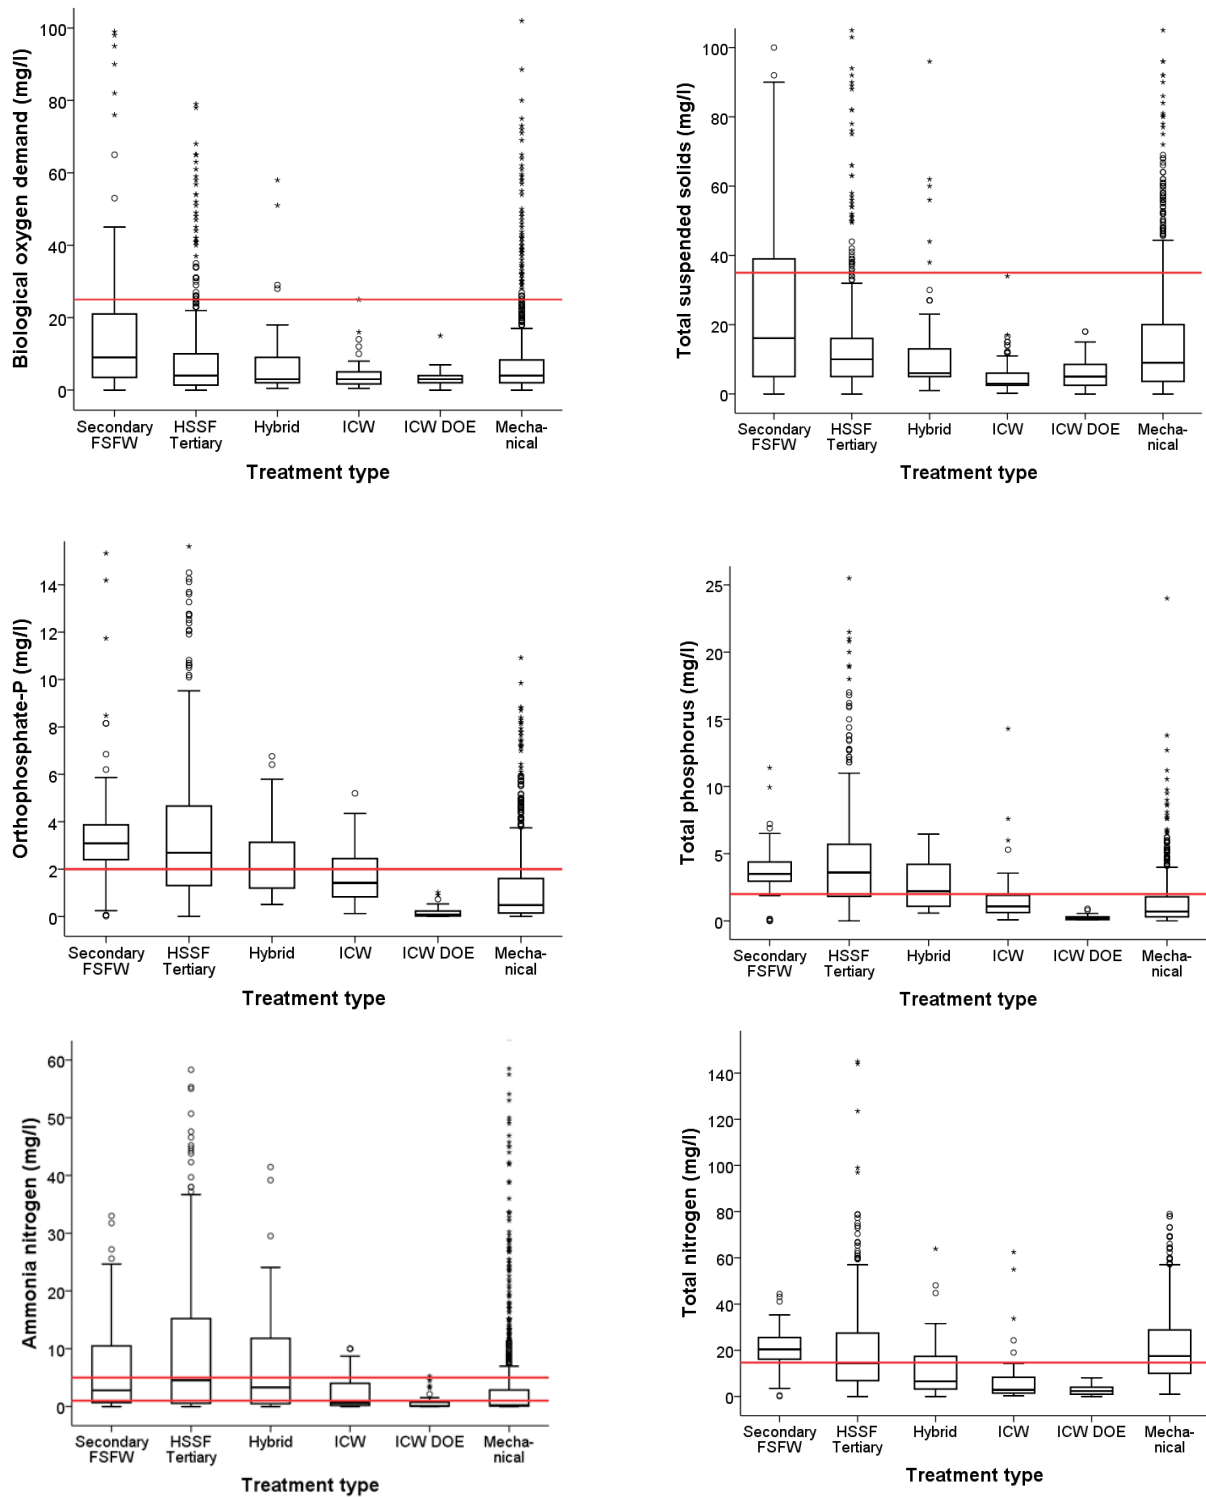 Biological oxygen demand (mg/l)
100
80
60
40
20
0
Secondary FSFW
HSSF Tertiary
Hybrid
ICW
ICW DOE
Mecha-nical
Treatment type
Total suspended solids (mg/l)
100
80
60
40
20
0
Secondary FSFW
HSSF Tertiary
Hybrid
ICW
ICW DOE
Mecha-nical
Treatment type
Orthophosphate-P (mg/l)
14
12
10
8
6
4
2
0
Secondary FSFW
HSSF Tertiary
Hybrid
ICW
ICW DOE
Mecha-nical
Treatment type
Total phosphorus (mg/l)
25
20
15
10
5
0
Secondary FSFW
HSSF Tertiary
Hybrid
ICW
ICW DOE
Mecha-nical
Treatment type
Ammonia nitrogen (mg/l)
60
50
40
30
20
10
0
Secondary FSFW
HSSF Tertiary
Hybrid
ICW
ICW DOE
Mecha-nical
Treatment type
Total nitrogen (mg/l)
140
120
100
80
60
40
20
0
Secondary FSFW
HSSF Tertiary
Hybrid
ICW
ICW DOE
Mecha-nical
Treatment type